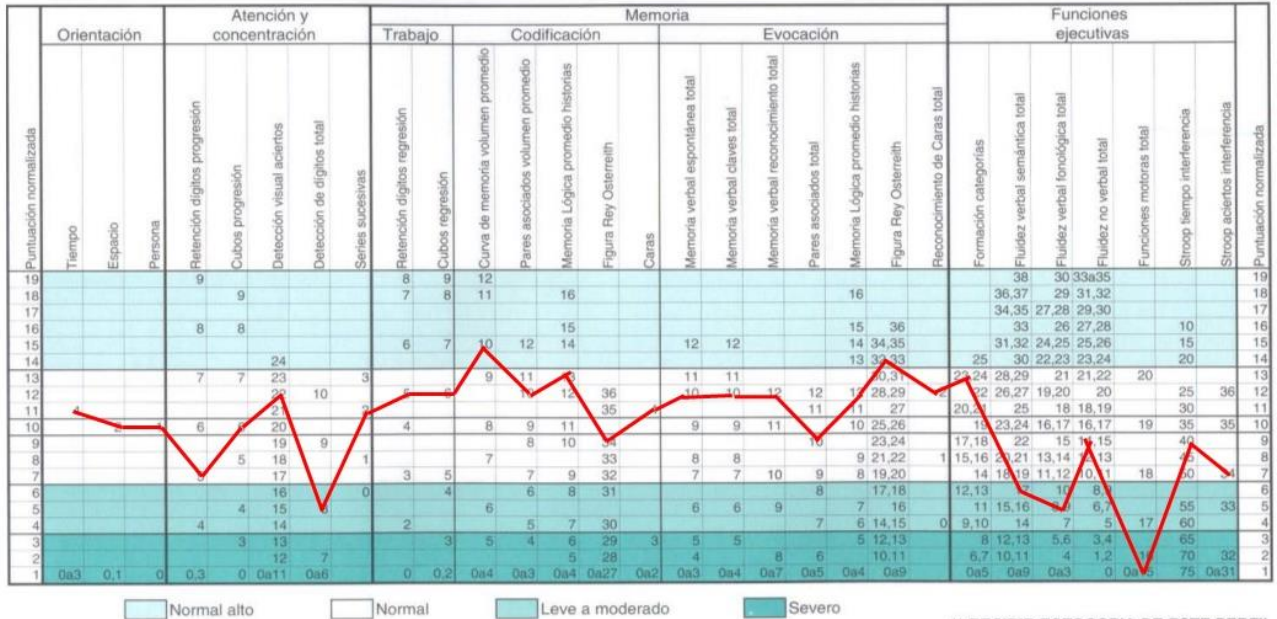 Orientación
Atención y concentración
Memoria
Trabajo
Codificación
Evocación
Funciones ejecutivas
Puntuación normalizada
Tiempo
Espacio
Persona
Retención dígitos progresión
Cubos progresión
Detección visual aciertos
Detección de dígitos total
Series sucesivas
Retención dígitos regresión
Cubos regresión
Curva de memoria volumen promedio
Pares asociados volumen promedio
Memoria Lógica promedio historias
Figura Rey Osterreith
Caras
Memoria verbal espontánea total
Memoria verbal claves total
Memoria verbal reconocimiento total
Pares asociados total
Memoria Lógica promedio historias
Figura Rey Osterreith
Reconocimiento de Caras total
Formación categorías
Fluidez verbal semántica total
Fluidez verbal fonológica total
Fluidez no verbal total
Funciones motoras total
Stroop tiempo interferencia
Stroop aciertos interferencia
Puntuación normalizada
19 9 8 9 12 38 30 33a35 19
18 9 7 8 11 16 16 36,37 29 31,32 18
17 34,35 27,28 29,30 17
16 8 8 15 15 36 33 26 27,28 10 16
15 6 7 10 12 14 12 12 14 34,35 31,32 24,25 25,26 15 15
14 24 13 25 30 22,23 23,24 20 14
13 7 7 23 3 9 11 11 11 28,29 21 21,22 20 13
12 10 12 36 10 10 12 12 28,29 26,27 19,20 20 25 36 12
11 21 35 4 11 11 27 25 18 18,19 30 11
10 6 20 4 8 9 11 9 9 11 10 25,26 19 23,24 16,17 16,17 19 35 35 10
9 19 9 8 10 23,24 17,18 22 15 40 9
8 5 18 1 7 33 8 8 9 21,22 1 15,16 13,14 8
7 17 3 5 7 9 32 7 7 10 9 8 19,20 14 11,12 18 7
6 16 0 4 6 8 31 8 17,18 12,13 6
5 4 15 6 6 6 9 7 16 11 15,16 6,7 55 33 5
4 4 14 2 5 7 30 7 6 14,15 0 9,10 14 7 5 17 60 4
3 3 13 3 5 4 6 29 3 5 5 5 12,13 8 12,13 5,6 3,4 65 3
2 12 7 5 28 4 8 6 10,11 6,7 10,11 4 1,2 70 32 2
1 0a3 0,1 0 0,3 0 0a11 0a6 0 0,2 0a4 0a3 0a4 0a27 0a2 0a3 0a4 0a7 0a5 0a4 0a9 0a5 0a9 0a3 0 75 0a31 1
Normal alto
Normal
Leve a moderado
Severo